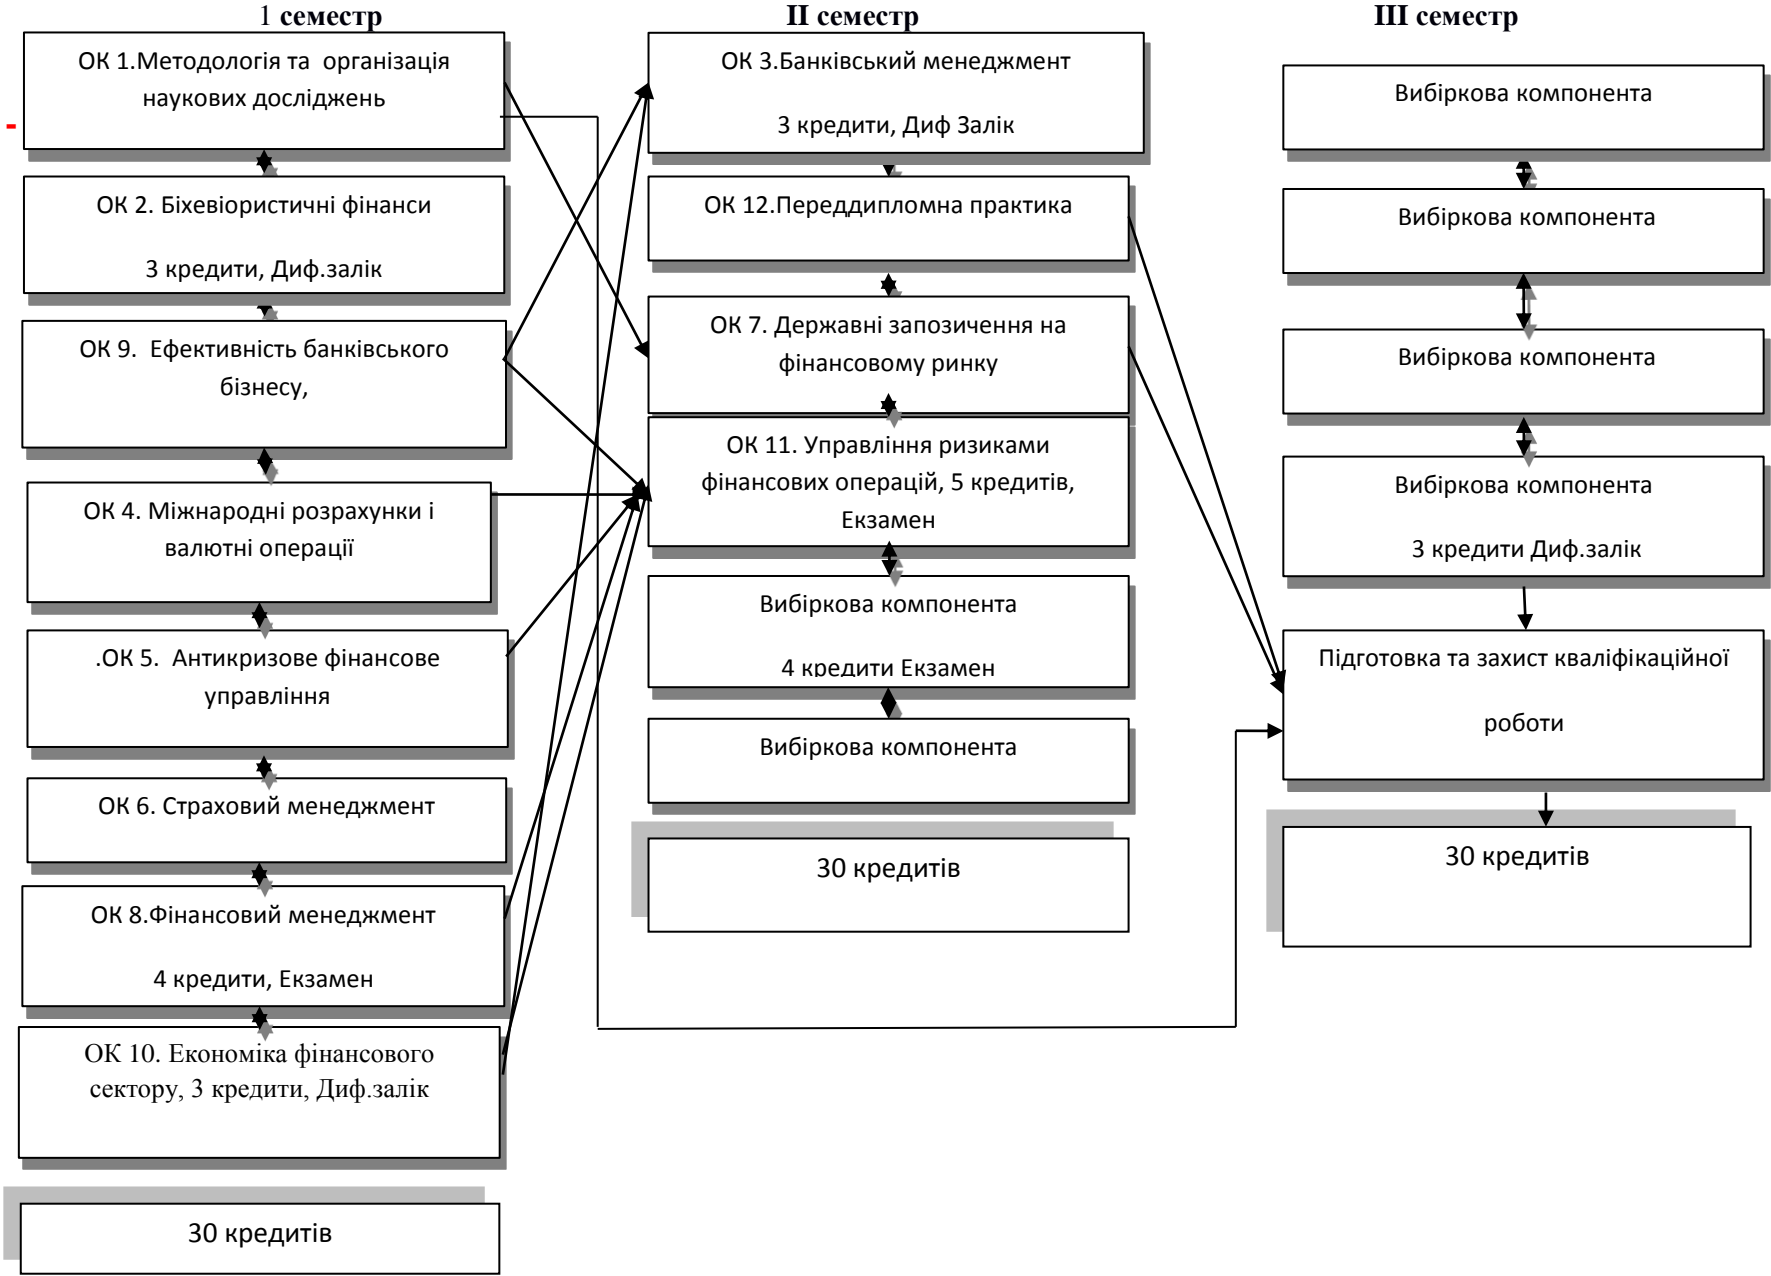 1 семестр
ОК 1.Методологія та організація
наукових досліджень
-
ОК 2. Біхевіористичні фінанси
3 кредити, Диф.залік
ОК 9. Ефективність банківського
бізнесу,
ОК 4. Міжнародні розрахунки і
валютні операції
.ОК 5. Антикризове фінансове
управління
ОК 6. Страховий менеджмент
ОК 8.Фінансовий менеджмент
4 кредити, Екзамен
ОК 10. Економіка фінансового
сектору, 3 кредити, Диф.залік
30 кредитів
ІІ семестр
ОК 3.Банківський менеджмент
3 кредити, Диф Залік
ОК 12.Переддипломна практика
ОК 7. Державні запозичення на
фінансовому ринку
ОК 11. Управління ризиками
фінансових операцій, 5 кредитів,
Екзамен
Вибіркова компонента
4 кредити Екзамен
Вибіркова компонента
30 кредитів
ІІІ семестр
Вибіркова компонента
Вибіркова компонента
Вибіркова компонента
Вибіркова компонента
3 кредити Диф.залік
Підготовка та захист кваліфікаційної
роботи
30 кредитів